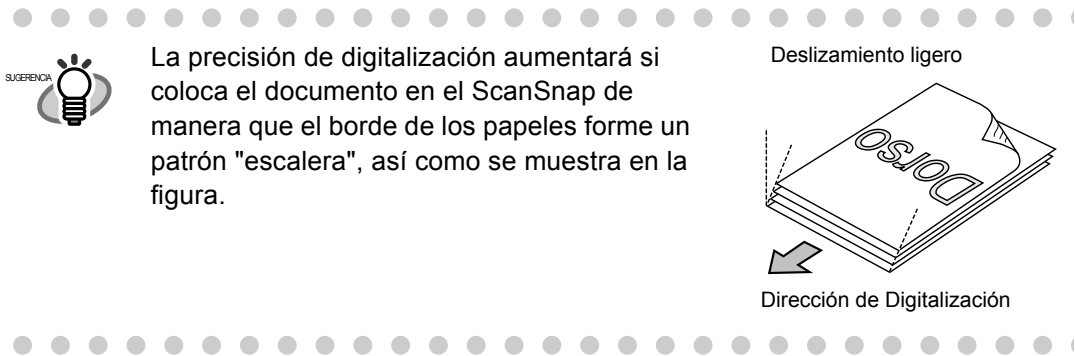 SUGERENCIA
La precisión de digitalización aumentará si
coloca el documento en el ScanSnap de
manera que el borde de los papeles forme un
patrón "escalera", así como se muestra en la
figura.
Deslizamiento ligero
Dorso
Dirección de Digitalización